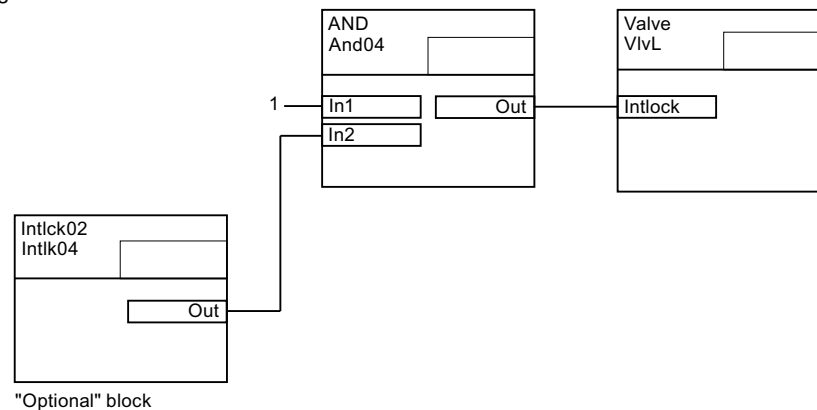 AND
And04
Valve
VlvL
1
In1
Out
Intlock
In2
Intlck02
Intlk04
Out
"Optional" block